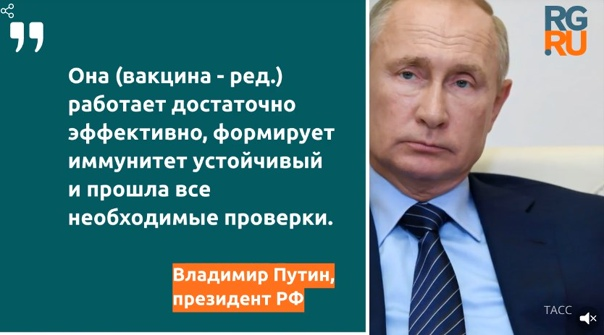 RG
.RU
Она (вакцина - ред.)
работает достаточно
эффективно, формирует
иммунитет устойчивый
и прошла все
необходимые проверки.
Владимир Путин,
президент РФ
ТАСС